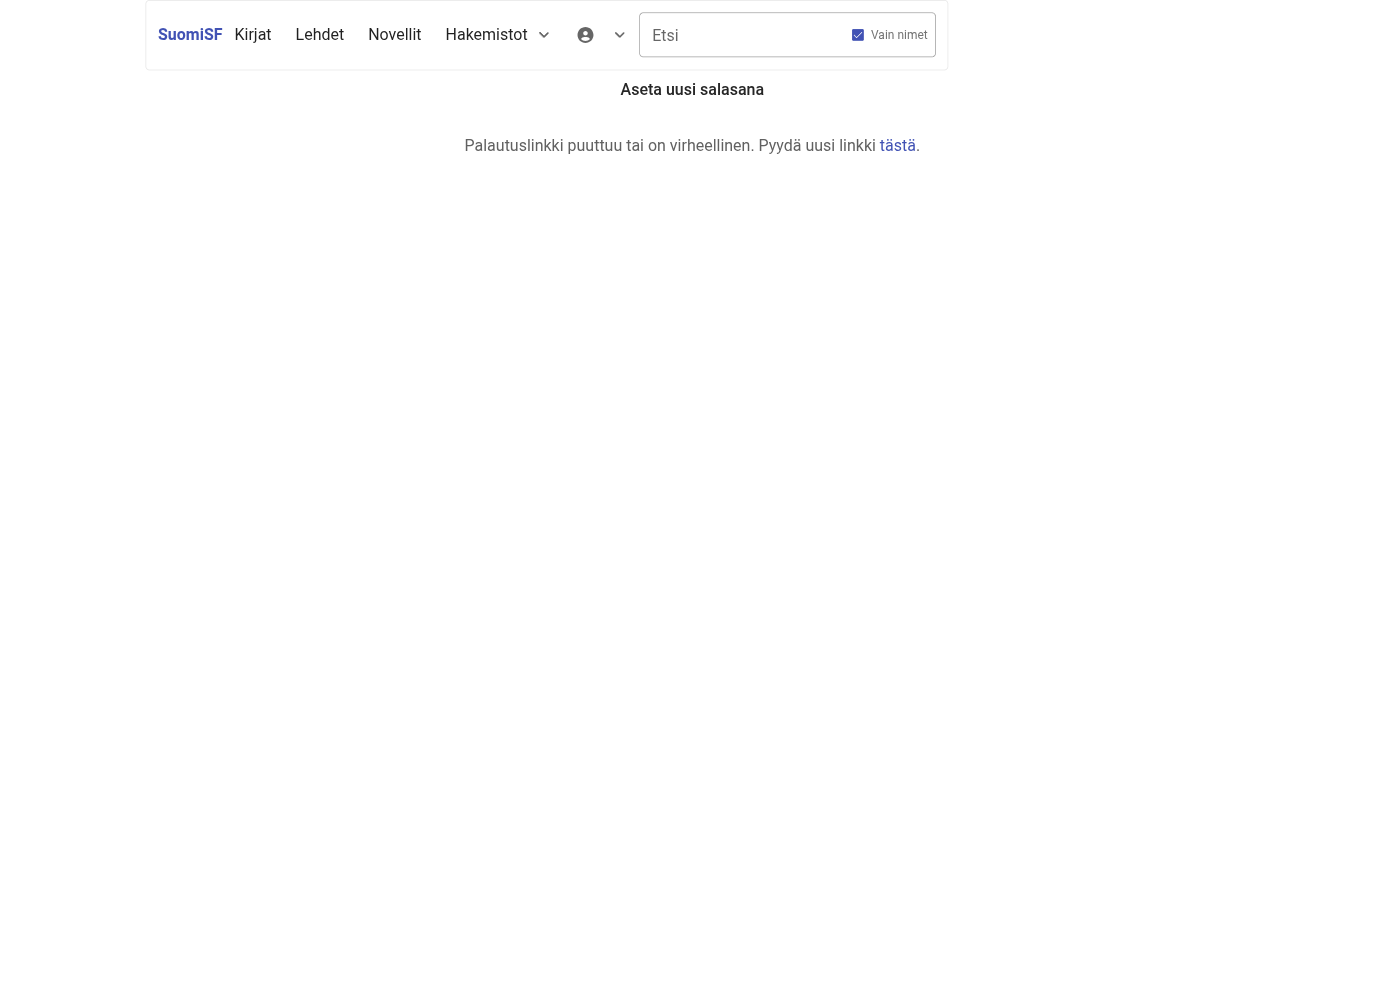 SuomiSF Kirjat Lehdet Novellit Hakemistot Etsi Vain nimet
Aseta uusi salasana
Palautuslinkki puuttuu tai on virheellinen. Pyydä uusi linkki tästä.